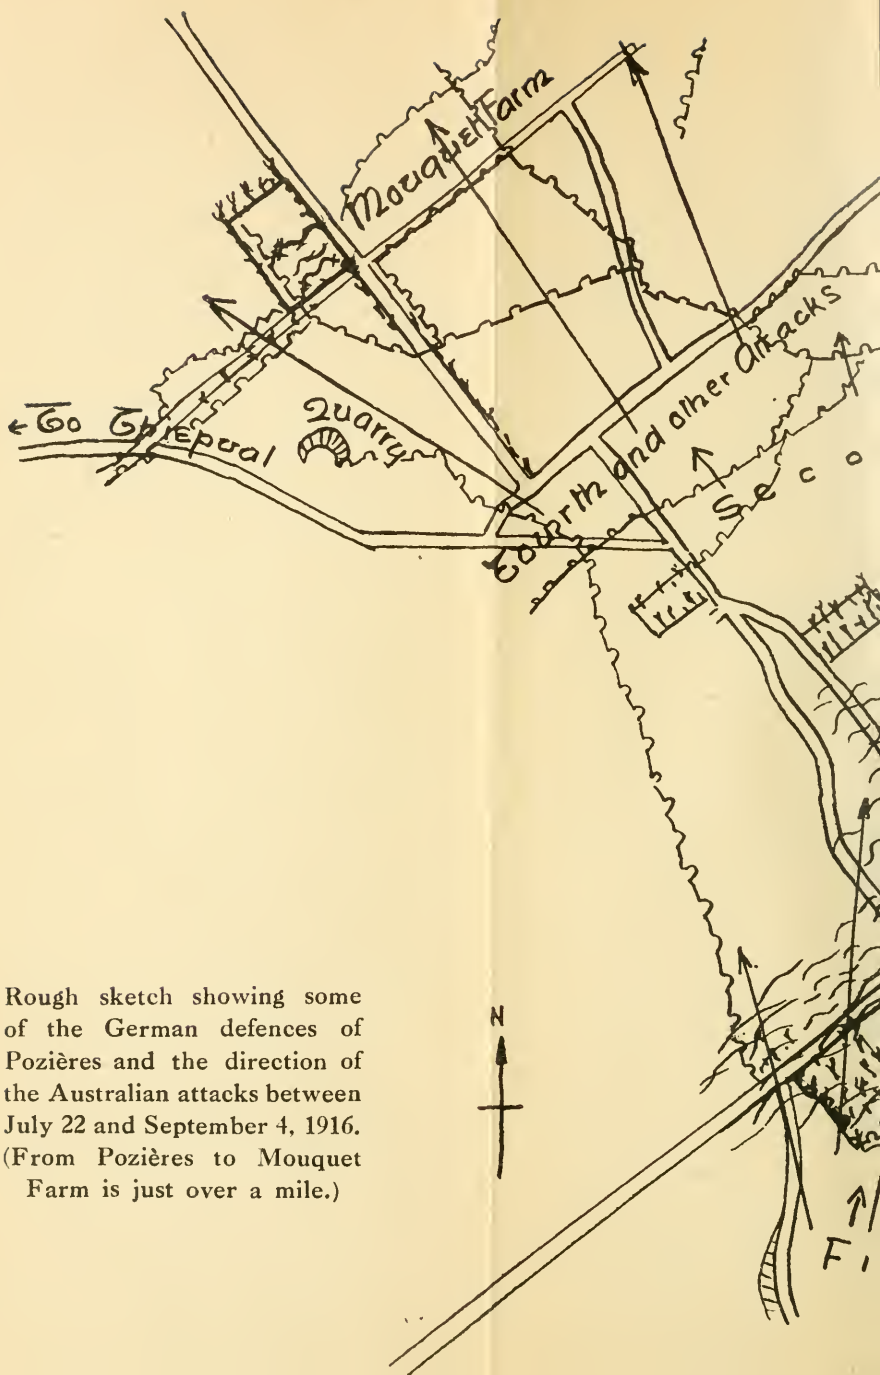 Mouquet Farm
← To Thiepval
Quarry
Fourth and other attacks
Seco
N
Fi
Rough sketch showing some
of the German defences of
Pozières and the direction of
the Australian attacks between
July 22 and September 4, 1916.
(From Pozières to Mouquet
Farm is just over a mile.)